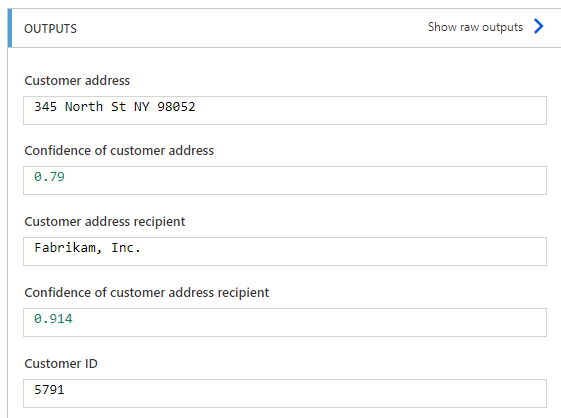 OUTPUTS
Show raw outputs
Customer address
345 North St NY 98052
Confidence of customer address
0.79
Customer address recipient
Fabrikam, Inc.
Confidence of customer address recipient
0.914
Customer ID
5791